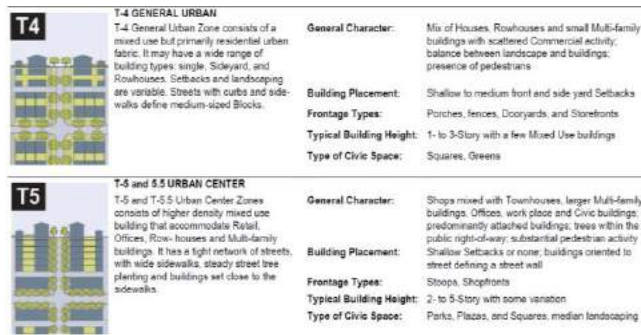 T4
T-4 GENERAL URBAN
T-4 General Urban Zone consists of a
mixed use but primarily residential urban
fabric. It may have a wide range of
building types: single, Sideyard, and
Rowhouses. Setbacks and landscaping
are variable. Streets with curbs and side-
walks define medium-sized Blocks.
General Character: Mix of Houses, Rowhouses and small Multi-family
buildings with scattered Commercial activity;
balance between landscape and buildings;
presence of pedestrians
Building Placement: Shallow to medium front and side yard Setbacks
Frontage Types: Porches, fences, Dooryards, and Storefronts
Typical Building Height: 1- to 3-Story with a few Mixed Use buildings
Type of Civic Space: Squares, Greens
T5
T-5 and 5.5 URBAN CENTER
T-5 and T-5.5 Urban Center Zones
consists of higher density mixed use
building that accommodate Retail,
Offices, Row- houses and Multi-family
buildings. It has a tight network of streets,
with wide sidewalks, steady street tree
planting and buildings set close to the
sidewalks.
General Character: Shops mixed with Townhouses, larger Multi-family
buildings, Offices, work place and Civic buildings;
predominantly attached buildings; trees within the
public right-of-way; substantial pedestrian activity
Building Placement: Shallow Setbacks or none; buildings oriented to
street defining a street wall
Frontage Types: Stoops, Shopfronts
Typical Building Height: 2- to 5-Story with some variation
Type of Civic Space: Parks, Plazas, and Squares, median landscaping